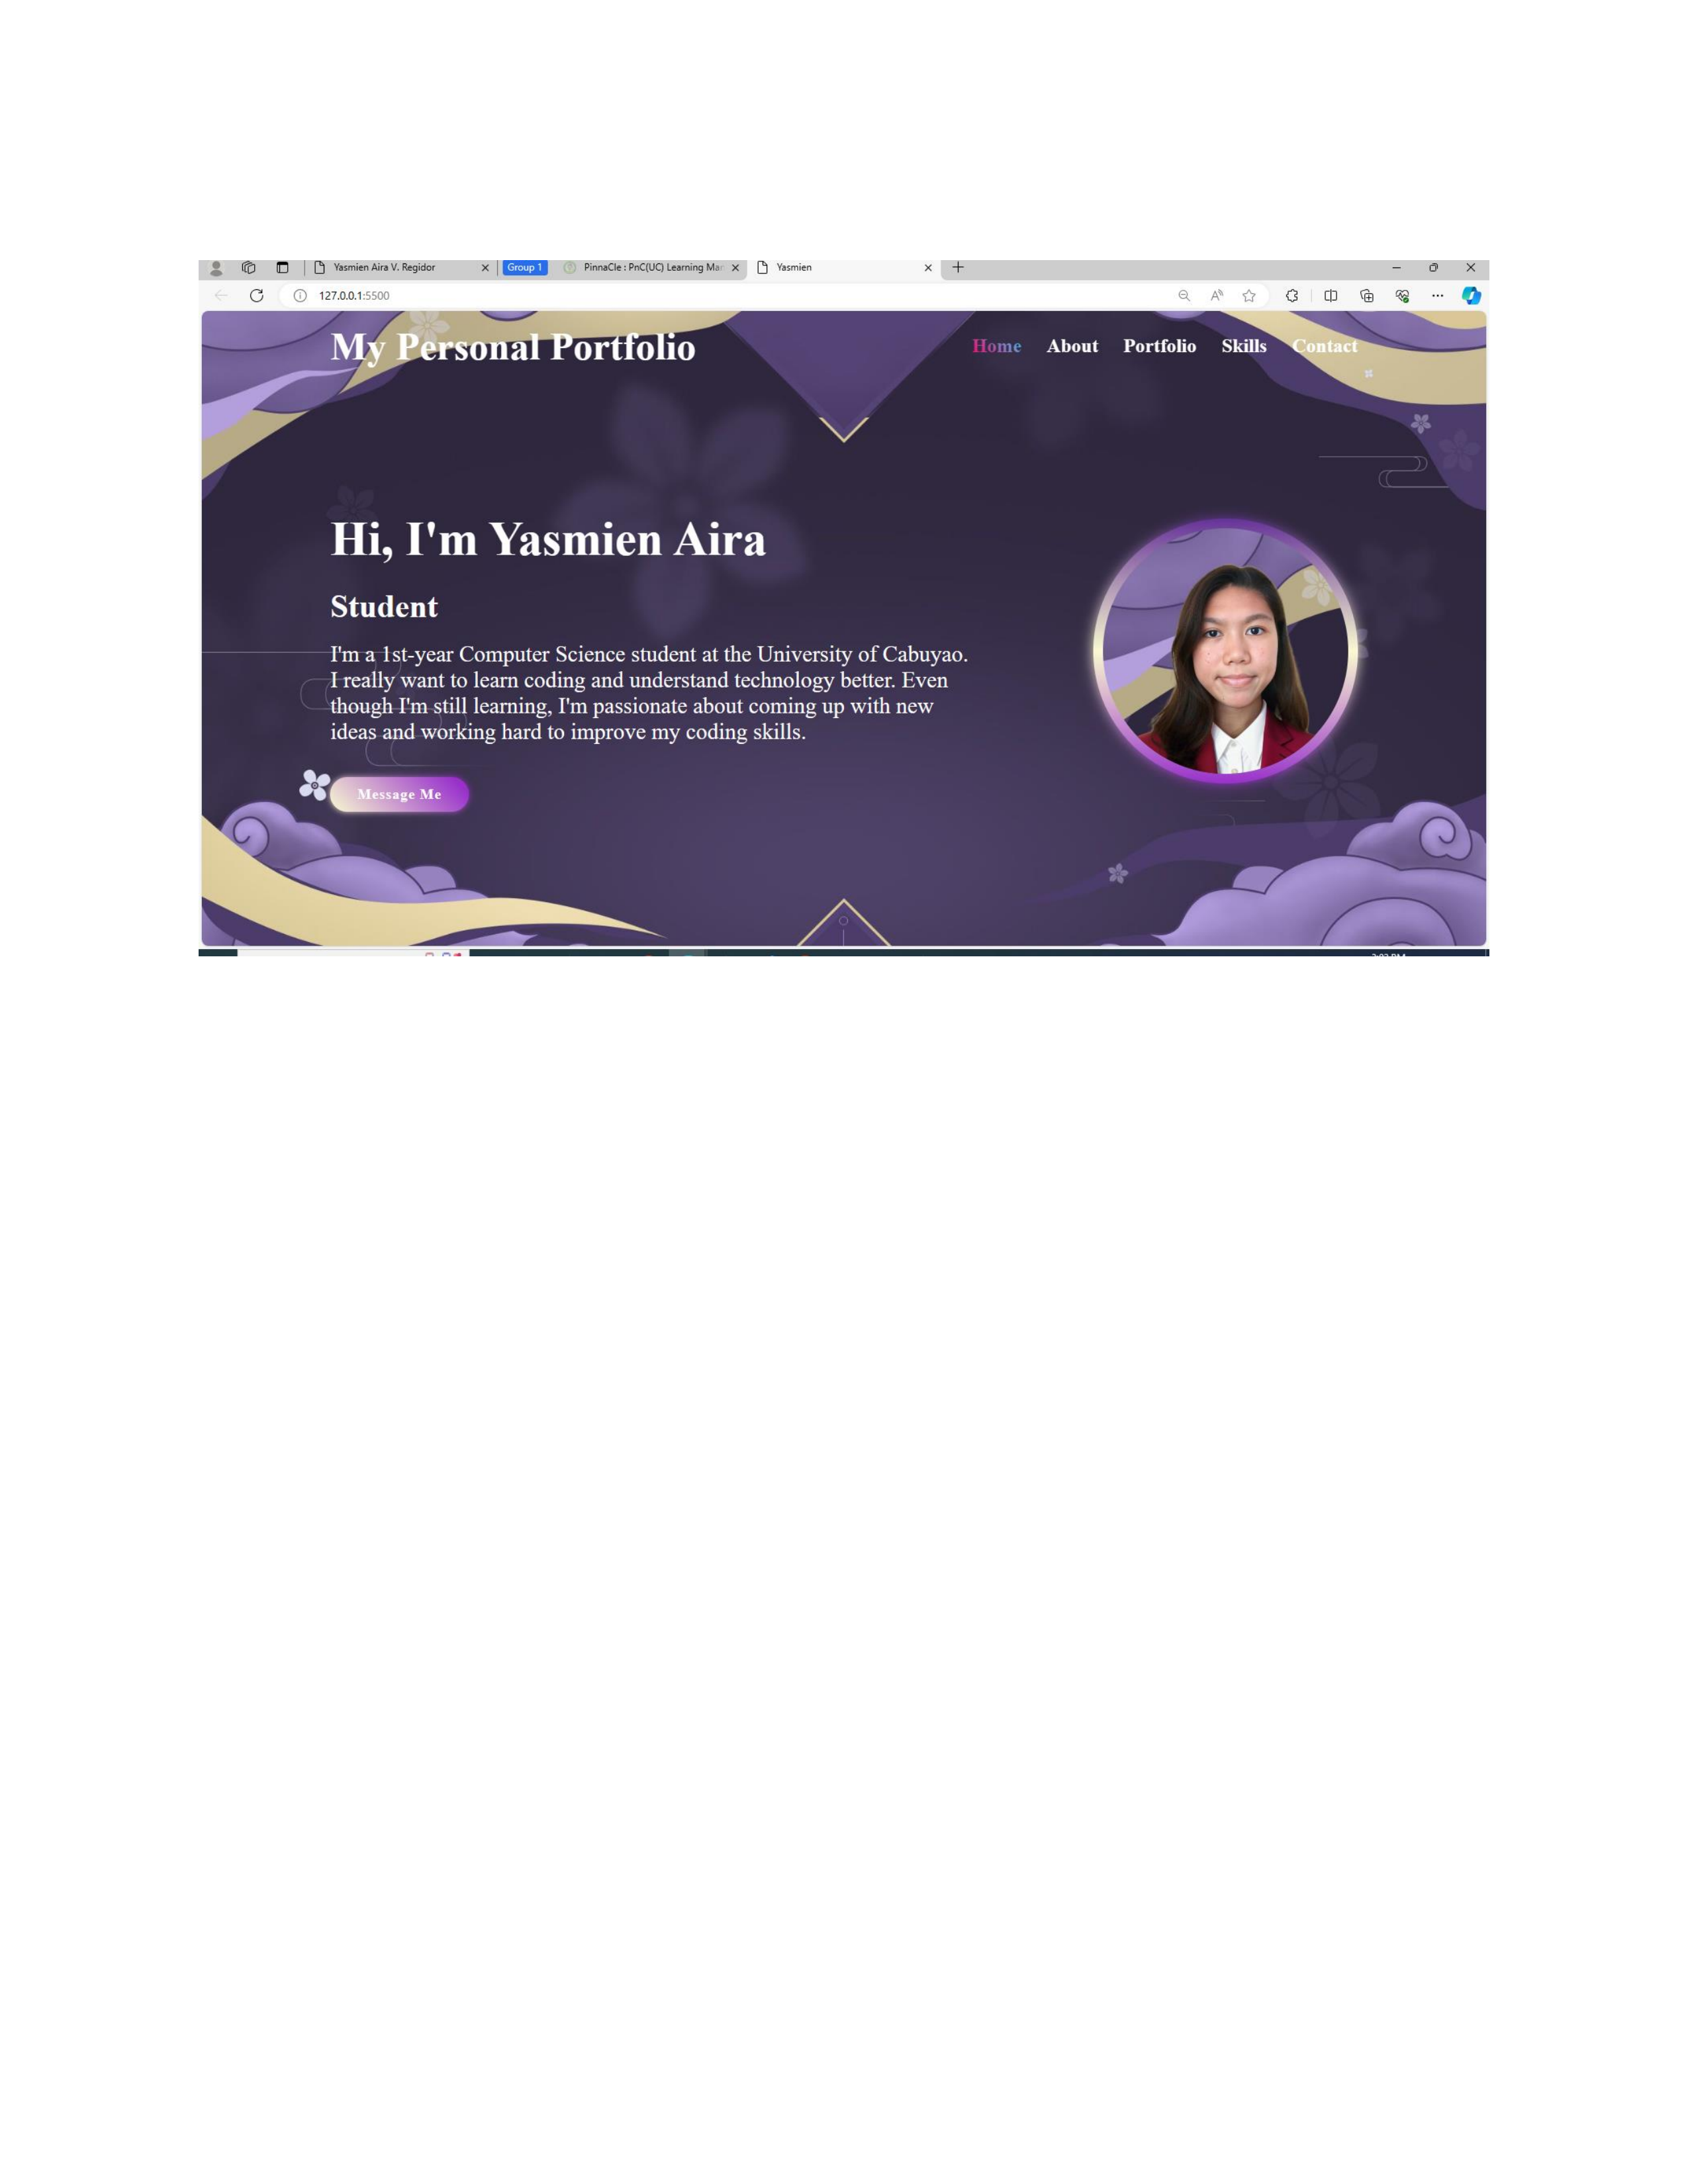 Yasmien Aira V. Regidor
Group 1
PinnaCle : PnC(UC) Learning Mar
Yasmien
127.0.0.1:5500
My Personal Portfolio
Home About Portfolio Skills Contact
Hi, I'm Yasmien Aira
Student
I'm a 1st-year Computer Science student at the University of Cabuyao.
I really want to learn coding and understand technology better. Even
though I'm still learning, I'm passionate about coming up with new
ideas and working hard to improve my coding skills.
Message Me